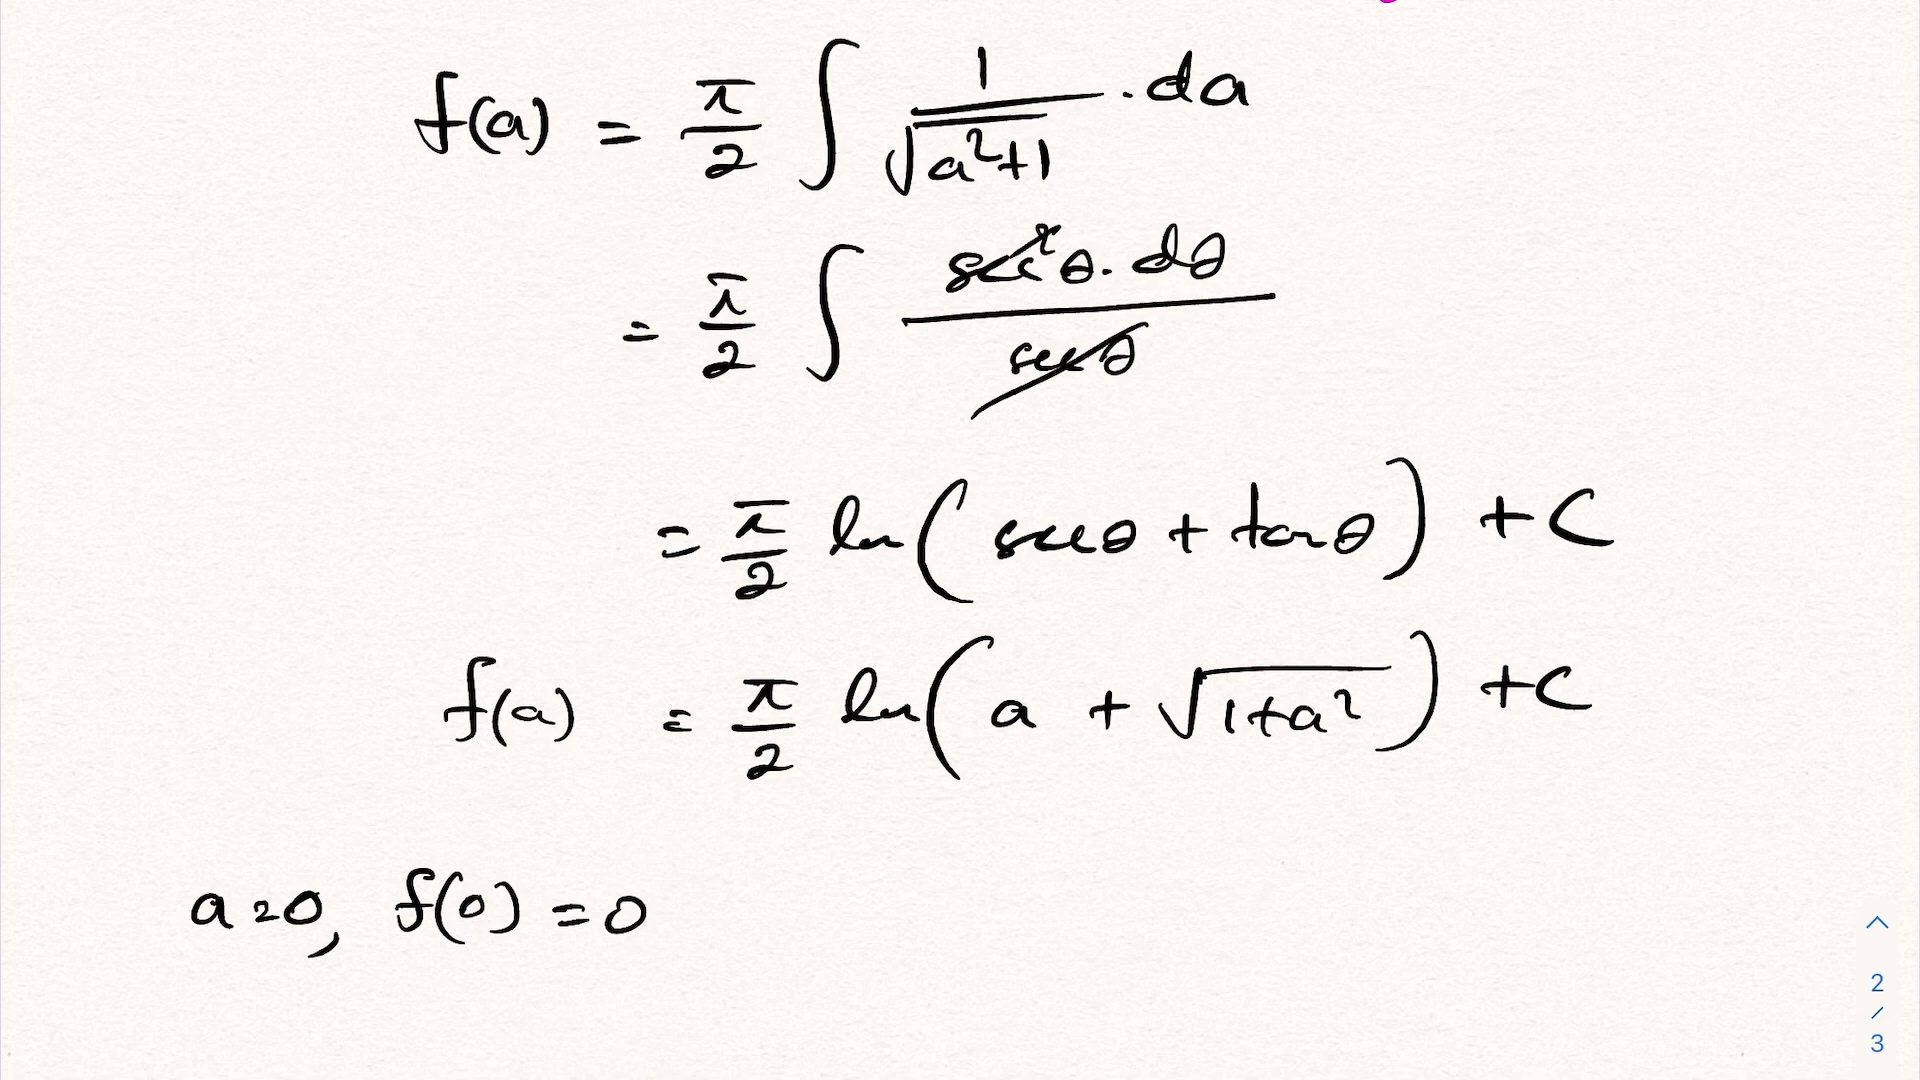 f(a) = π/2 ∫ 1/√(a²+1) . da
= π/2 ∫ sec²θ. dθ / secθ
= π/2 ln( secθ + tanθ ) + C
f(a) = π/2 ln( a + √(1+a²) ) + C
a=0, f(0) = 0
2
/
3